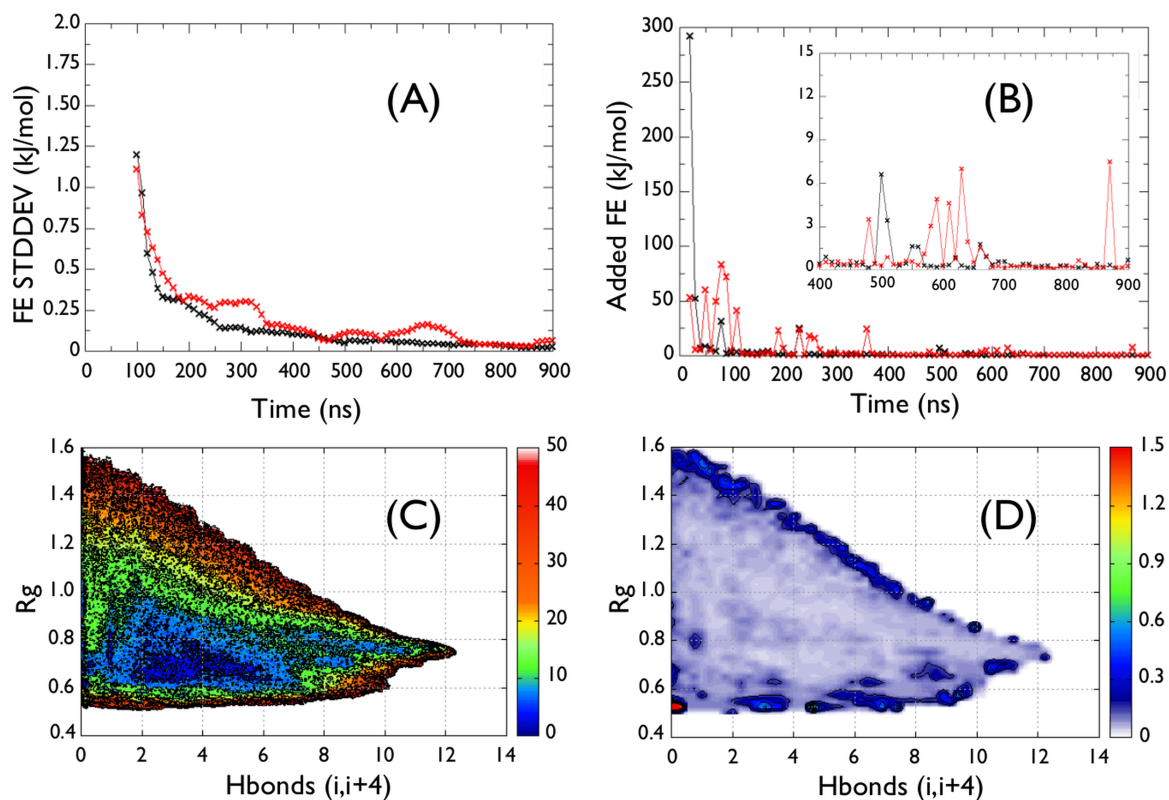 (A)
FE STDDEV (kJ/mol)
2.0
1.75
1.5
1.25
1.0
0.75
0.5
0.25
0
0 100 200 300 400 500 600 700 800 900
Time (ns)
(B)
Added FE (kJ/mol)
300
250
200
150
100
50
0
0 100 200 300 400 500 600 700 800 900
Time (ns)
15
12
9
6
3
0
400 500 600 700 800 900
(C)
Rg
1.6
1.4
1.2
1.0
0.8
0.6
0.4
0 2 4 6 8 10 12 14
Hbonds (i,i+4)
50
40
30
20
10
0
(D)
Rg
1.6
1.4
1.2
1.0
0.8
0.6
0.4
0 2 4 6 8 10 12 14
Hbonds (i,i+4)
1.5
1.2
0.9
0.6
0.3
0